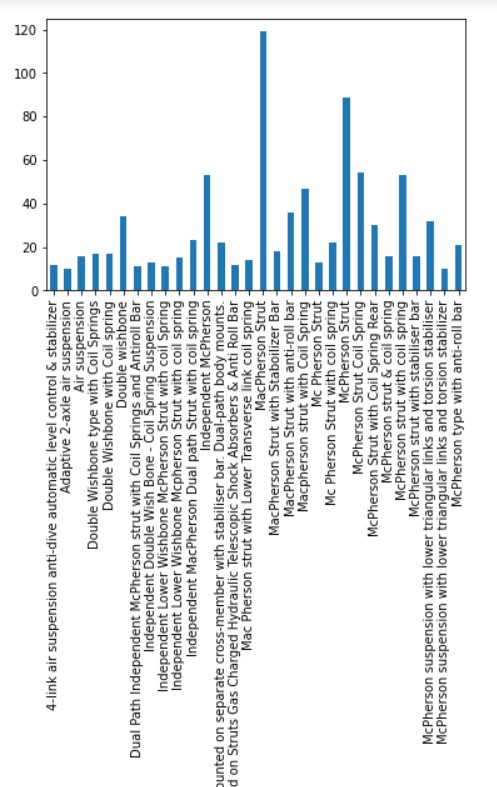 120
100
80
60
40
20
0
4-link air suspension anti-dive automatic level control & stabilizer
Adaptive 2-axle air suspension
Air suspension
Double Wishbone type with Coil Springs
Double Wishbone with Coil spring
Double wishbone
Dual Path Independent McPherson strut with Coil Springs and Antiroll Bar
Independent Double Wish Bone - Coil Spring Suspension
Independent Lower Wishbone McPherson Strut with coil Spring
Independent Lower Wishbone Mcpherson Strut with coil spring
Independent MacPherson Dual path Strut with coil spring
Independent McPherson
ounted on separate cross-member with stabiliser bar. Dual-path body mounts.
d on Struts Gas Charged Hydraulic Telescopic Shock Absorbers & Anti Roll Bar
Mac Pherson strut with Lower Transverse link coil spring
MacPherson Strut
MacPherson Strut with Staboilizer Bar
MacPherson Strut with anti-roll bar
Macpherson strut with Coil Spring
Mc Pherson Strut
Mc Pherson Strut with coil spring
McPherson Strut
McPherson Strut Coil Spring
McPherson Strut with Coil Spring Rear
McPherson strut & coil spring
McPherson strut with coil spring
McPherson strut with stabiliser bar
McPherson suspension with lower triangular links and torsion stabiliser
McPherson suspension with lower triangular links and torsion stabilizer
McPherson type with anti-roll bar